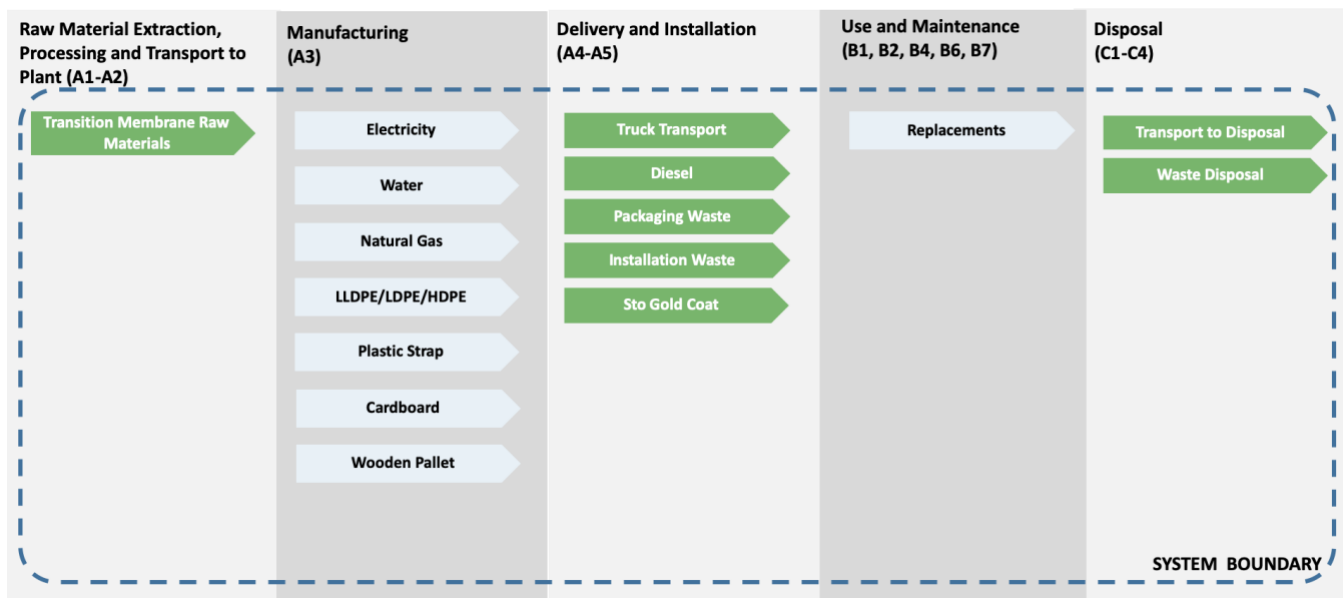 Raw Material Extraction,
Processing and Transport to
Plant (A1-A2)
Transition Membrane Raw
Materials
Manufacturing
(A3)
Electricity
Water
Natural Gas
LLDPE/LDPE/HDPE
Plastic Strap
Cardboard
Wooden Pallet
Delivery and Installation
(A4-A5)
Truck Transport
Diesel
Packaging Waste
Installation Waste
Sto Gold Coat
Use and Maintenance
(B1, B2, B4, B6, B7)
Replacements
Disposal
(C1-C4)
Transport to Disposal
Waste Disposal
SYSTEM BOUNDARY